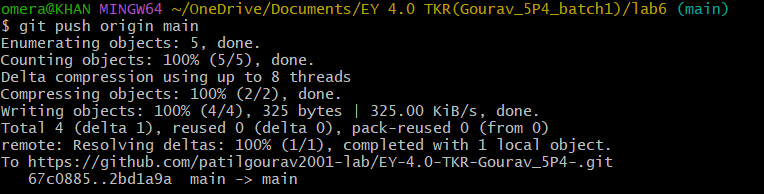 omera@KHAN MINGW64 ~/OneDrive/Documents/EY 4.0 TKR(Gourav_5P4_batch1)/lab6 (main)
$ git push origin main
Enumerating objects: 5, done.
Counting objects: 100% (5/5), done.
Delta compression using up to 8 threads
Compressing objects: 100% (2/2), done.
Writing objects: 100% (4/4), 325 bytes | 325.00 KiB/s, done.
Total 4 (delta 1), reused 0 (delta 0), pack-reused 0 (from 0)
remote: Resolving deltas: 100% (1/1), completed with 1 local object.
To https://github.com/patilgourav2001-lab/EY-4.0-TKR-Gourav_5P4-.git
   67c0885..2bd1a9a  main -> main